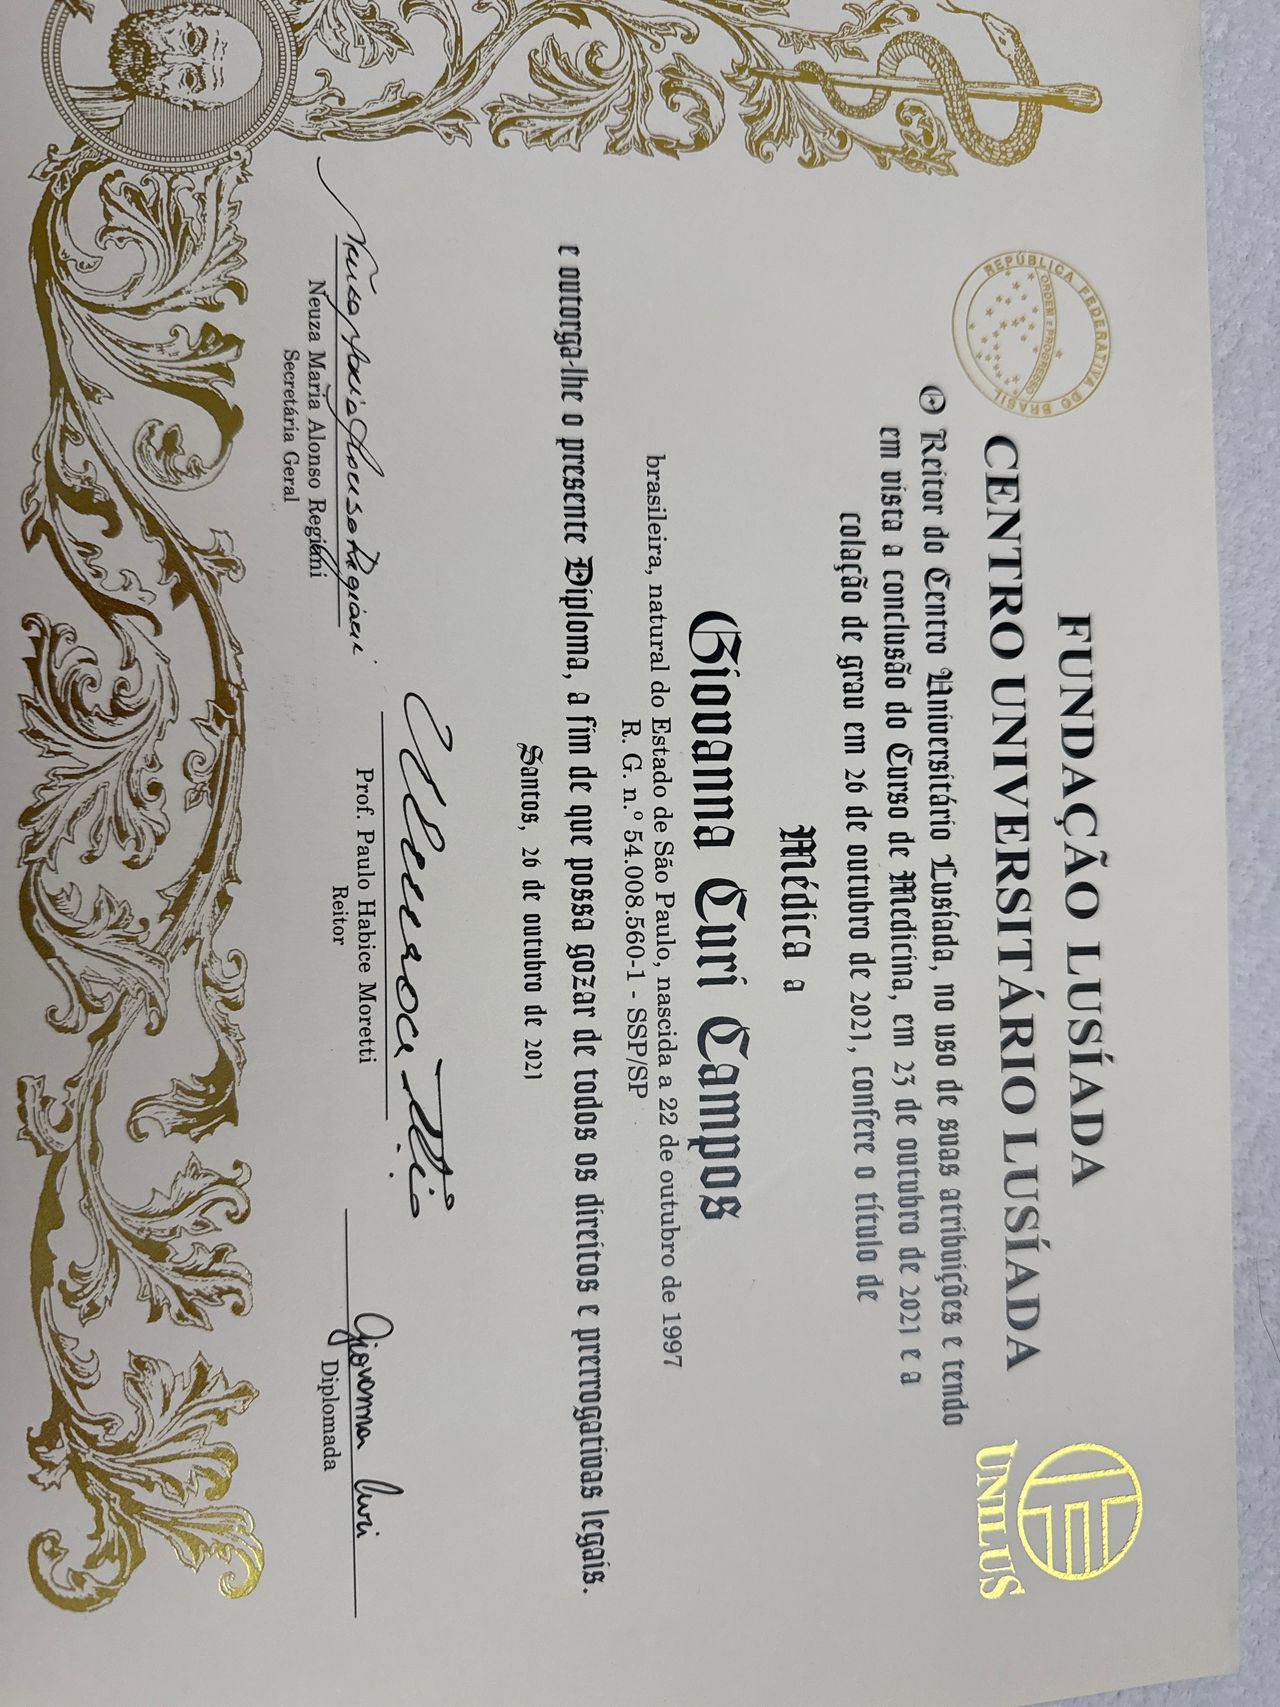 REPÚBLICA FEDERATIVA DO BRASIL
ORDEM E PROGRESSO
FUNDAÇÃO LUSÍADA
CENTRO UNIVERSITÁRIO LUSÍADA
UNILUS
O Reitor do Centro Universitário Lusíada, no uso de suas atribuições e tendo
em vista a conclusão do Curso de Medicina, em 23 de outubro de 2021 e a
colação de grau em 26 de outubro de 2021, confere o título de
Médica a
Giovanna Curi Campos
brasileira, natural do Estado de São Paulo, nascida a 22 de outubro de 1997
R. G. n.º 54.008.560-1 - SSP/SP
e outorga-lhe o presente Diploma, a fim de que possa gozar de todos os direitos e prerrogativas legais.
Santos, 26 de outubro de 2021
Neuza Maria Alonso Regiani
Neuza Maria Alonso Regiani
Secretária Geral
Prof. Paulo Habice Moretti
Reitor
Giovanna Curi
Diplomada